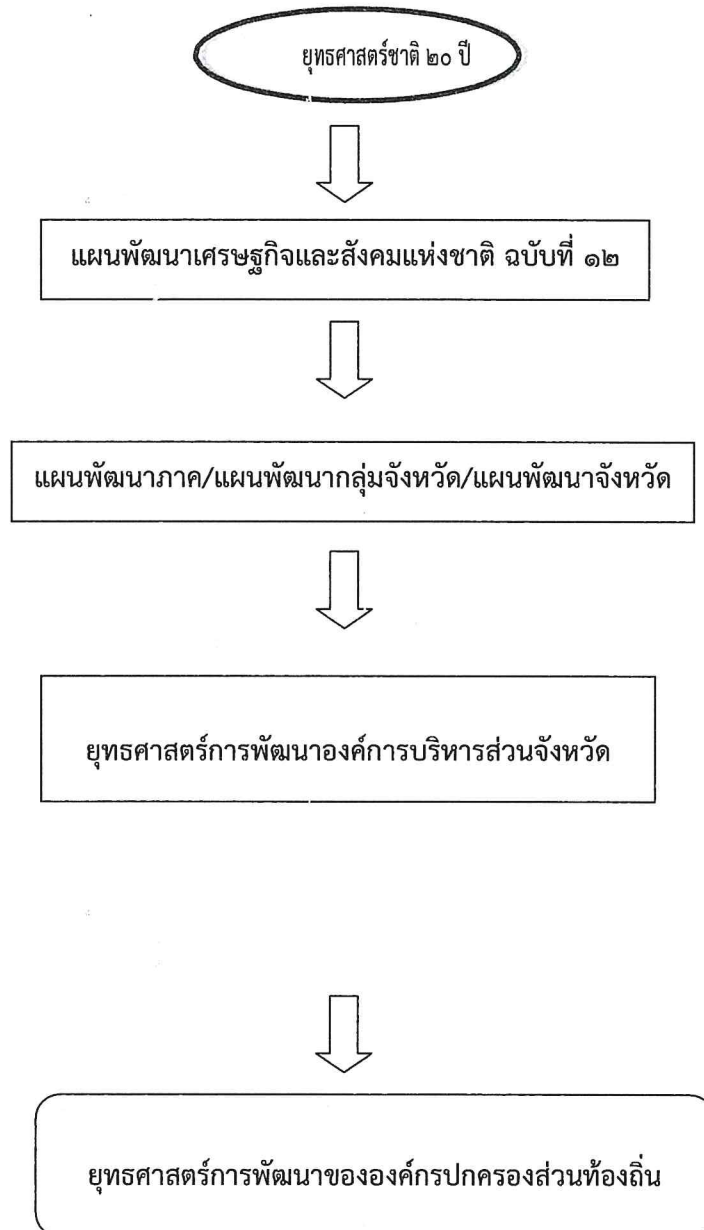 ยุทธศาสตร์ชาติ ๒๐ ปี
แผนพัฒนาเศรษฐกิจและสังคมแห่งชาติ ฉบับที่ ๑๒
แผนพัฒนาภาค/แผนพัฒนากลุ่มจังหวัด/แผนพัฒนาจังหวัด
ยุทธศาสตร์การพัฒนาองค์การบริหารส่วนจังหวัด
ยุทธศาสตร์การพัฒนาขององค์กรปกครองส่วนท้องถิ่น